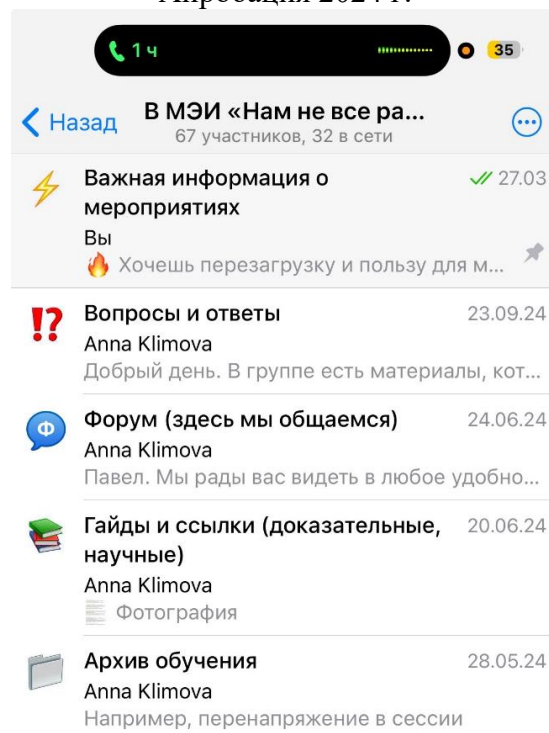 Апробация 2024 г.
1 ч
35
Назад
В МЭИ «Нам не все ра...
67 участников, 32 в сети
Важная информация о
мероприятиях
27.03
Вы
🔥 Хочешь перезагрузку и пользу для м...
⁉ Вопросы и ответы
23.09.24
Anna Klimova
Добрый день. В группе есть материалы, кот...
Ф
Форум (здесь мы общаемся)
24.06.24
Anna Klimova
Павел. Мы рады вас видеть в любое удобно...
Гайды и ссылки (доказательные,
научные)
20.06.24
Anna Klimova
Фотография
Архив обучения
28.05.24
Anna Klimova
Например, перенапряжение в сессии